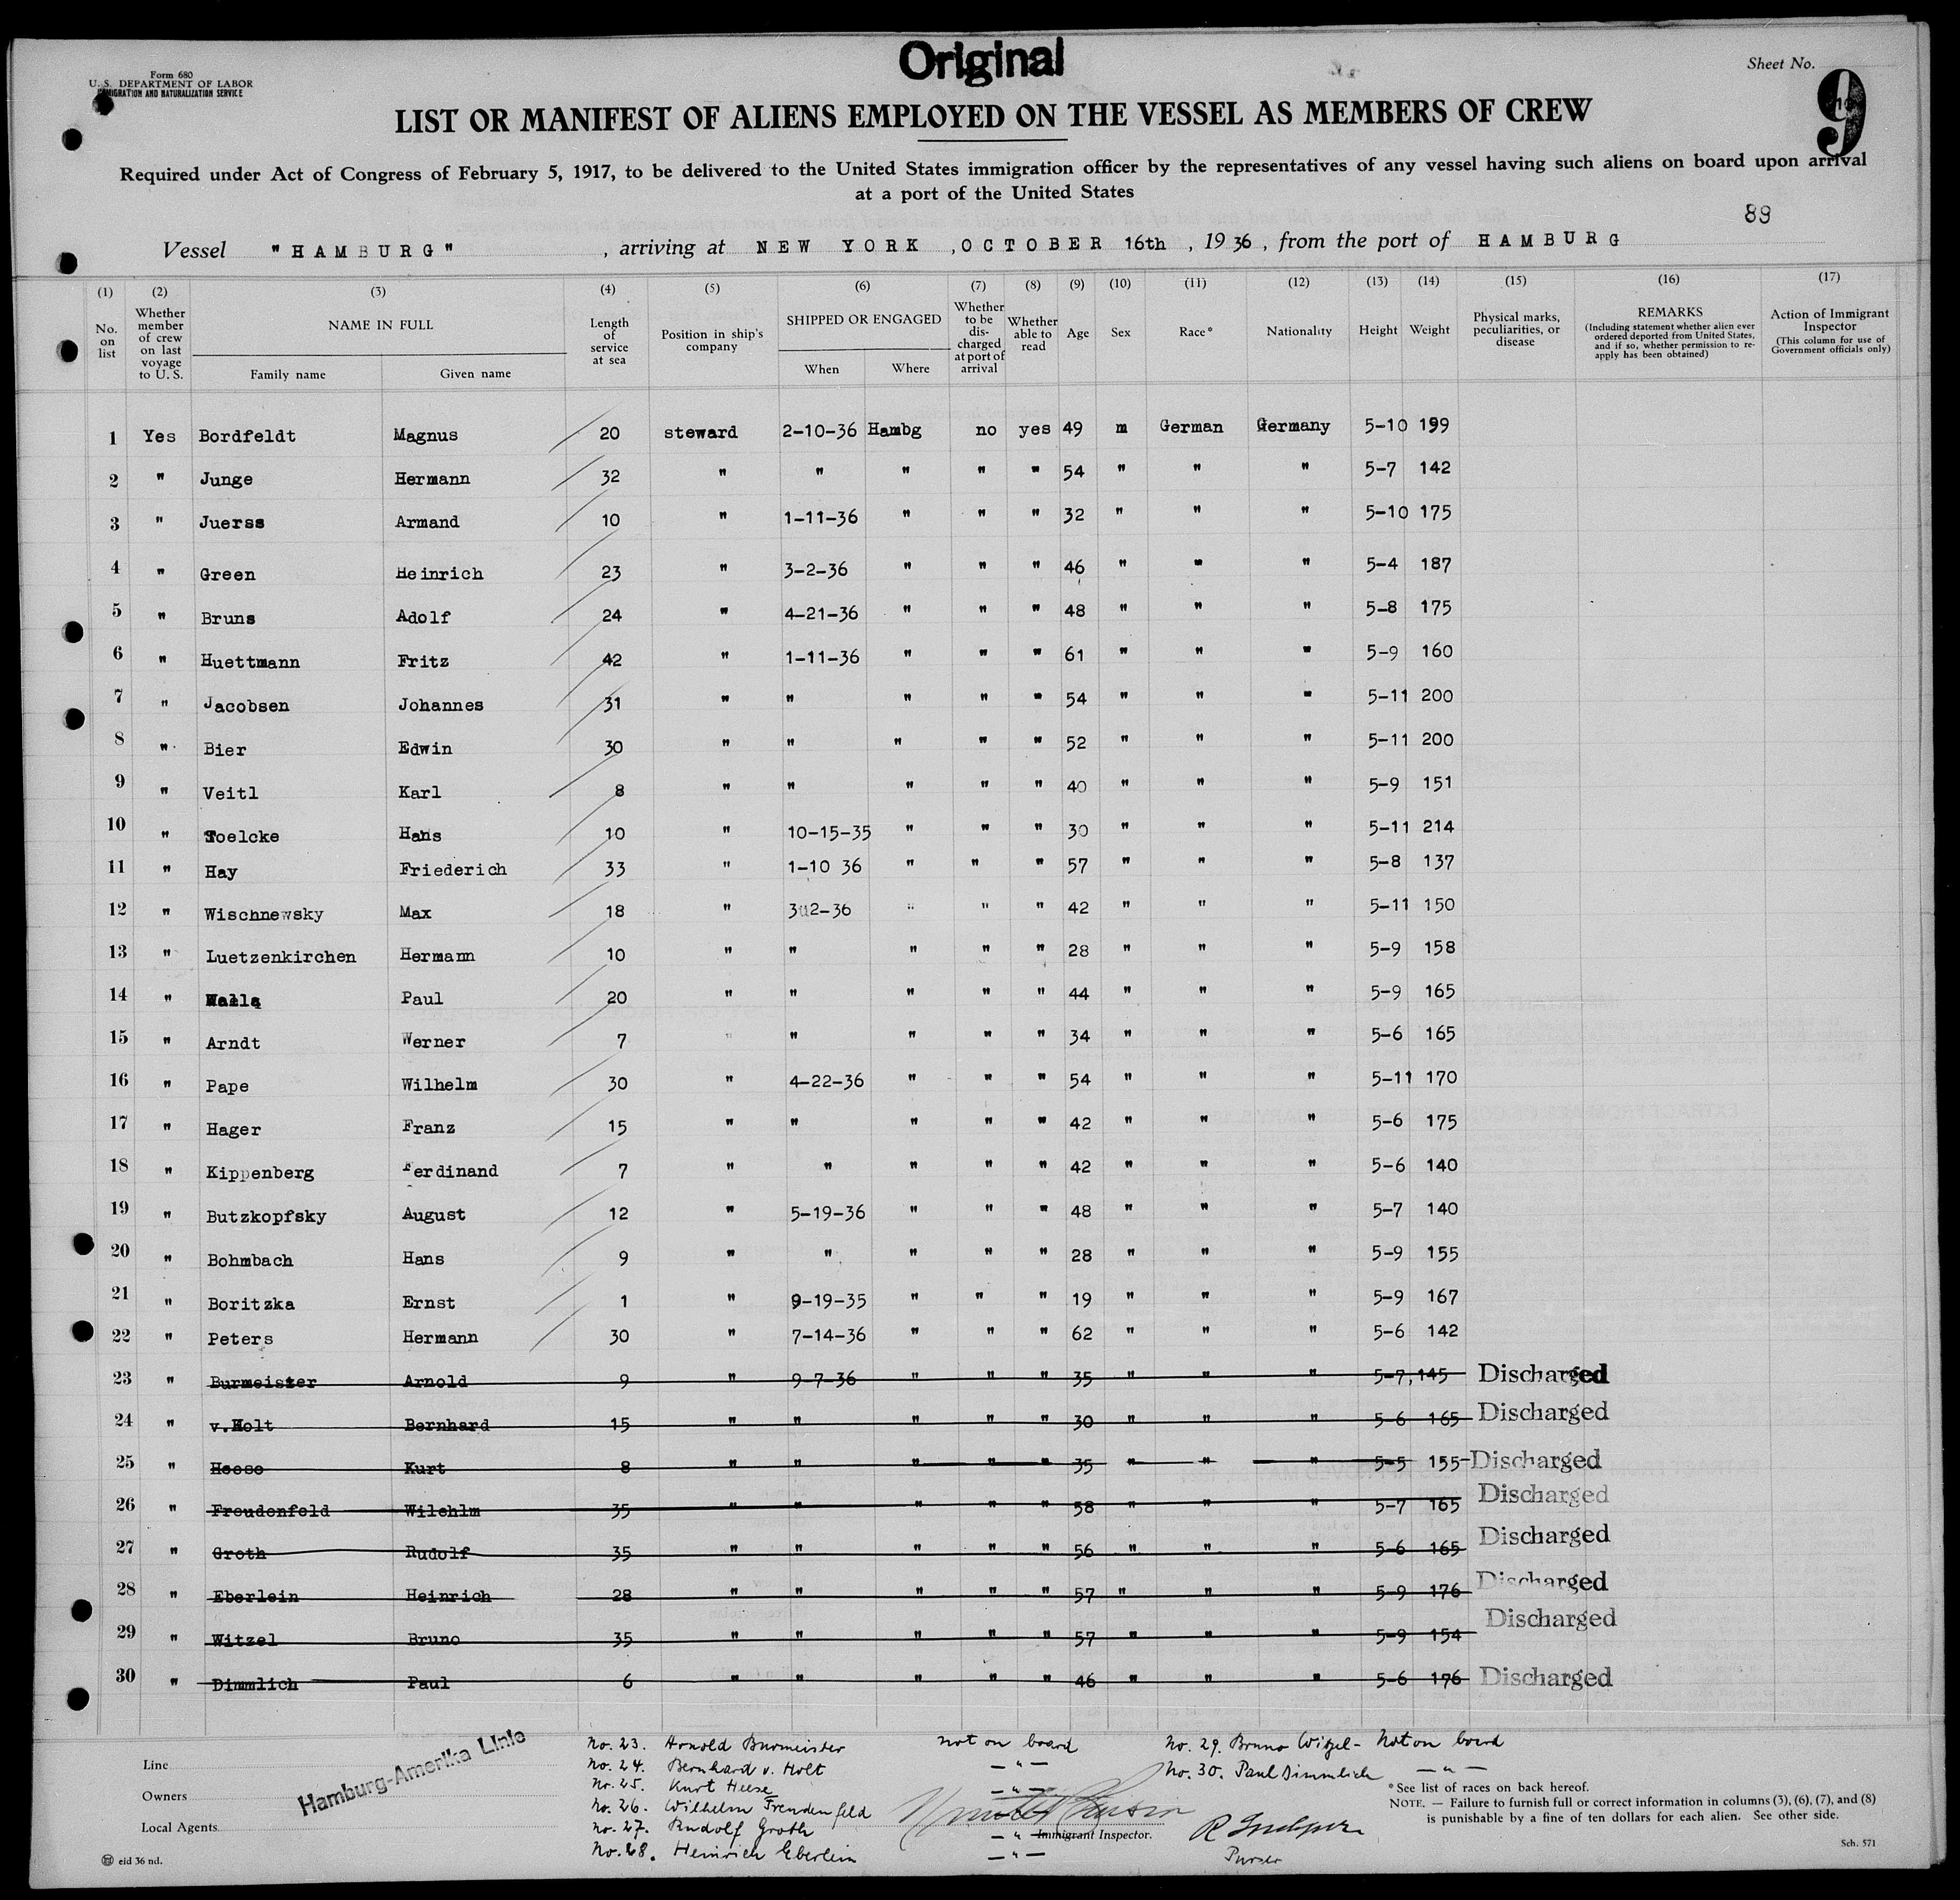 Original
Form 680
U. S. DEPARTMENT OF LABOR
IMMIGRATION AND NATURALIZATION SERVICE
Sheet No. 9
LIST OR MANIFEST OF ALIENS EMPLOYED ON THE VESSEL AS MEMBERS OF CREW
Required under Act of Congress of February 5, 1917, to be delivered to the United States immigration officer by the representatives of any vessel having such aliens on board upon arrival
at a port of the United States
89
Vessel "HAMBURG", arriving at NEW YORK, OCTOBER 16th, 1936, from the port of HAMBURG
(1) No. on list (2) Whether member of crew on last voyage to U. S. (3) NAME IN FULL Family name Given name (4) Length of service at sea (5) Position in ship's company (6) SHIPPED OR ENGAGED When Where (7) Whether to be discharged at port of arrival (8) Whether able to read (9) Age (10) Sex (11) Race* (12) Nationality (13) Height (14) Weight (15) Physical marks, peculiarities, or disease (16) REMARKS (Including statement whether alien ever ordered deported from United States, and if so, whether permission to re-apply has been obtained) (17) Action of Immigrant Inspector (This column for use of Government officials only)
1 Yes Bordfeldt Magnus 20 steward 2-10-36 Hambg no yes 49 m German Germany 5-10 199
2 " Junge Hermann 32 " " " " " 54 " " " 5-7 142
3 " Juerss Armand 10 " 1-11-36 " " " 32 " " " 5-10 175
4 " Green Heinrich 23 " 3-2-36 " " " 46 " " " 5-4 187
5 " Bruns Adolf 24 " 4-21-36 " " " 48 " " " 5-8 175
6 " Huettmann Fritz 42 " 1-11-36 " " " 61 " " " 5-9 160
7 " Jacobsen Johannes 31 " " " " " 54 " " " 5-11 200
8 " Bier Edwin 30 " " " " " 52 " " " 5-11 200
9 " Veitl Karl 8 " " " " " 40 " " " 5-9 151
10 " Toelcke Hans 10 " 10-15-35 " " " 30 " " " 5-11 214
11 " Hay Friederich 33 " 1-10 36 " " " 57 " " " 5-8 137
12 " Wischnewsky Max 18 " 3-2-36 " " " 42 " " " 5-11 150
13 " Luetzenkirchen Hermann 10 " " " " " 28 " " " 5-9 158
14 " Paul 20 " " " " " 44 " " " 5-9 165
15 " Arndt Werner 7 " " " " " 34 " " " 5-6 165
16 " Pape Wilhelm 30 " 4-22-36 " " " 54 " " " 5-11 170
17 " Hager Franz 15 " " " " " 42 " " " 5-6 175
18 " Kippenberg Ferdinand 7 " " " " " 42 " " " 5-6 140
19 " Butzkopfsky August 12 " 5-19-36 " " " 48 " " " 5-7 140
20 " Bohmbach Hans 9 " " " " " 28 " " " 5-9 155
21 " Boritzka Ernst 1 " 9-19-35 " " " 19 " " " 5-9 167
22 " Peters Hermann 30 " 7-14-36 " " " 62 " " " 5-6 142
23 " Burmeister Arnold 9 " 9-7-36 " " " 35 " " " 5-7, 145 Discharged
24 " v.Holt Bernhard 15 " " " " " 30 " " " 5-6 165 Discharged
25 " Heese Kurt 8 " " " " " 35 " " " 5-5 155 Discharged
26 " Freudenfeld Wilehlm 35 " " " " " 58 " " " 5-7 165 Discharged
27 " Groth Rudolf 35 " " " " " 56 " " " 5-6 165 Discharged
28 " Eberlein Heinrich 28 " " " " " 57 " " " 5-9 176 Discharged
29 " Witzel Bruno 35 " " " " " 57 " " " 5-9 154 Discharged
30 " Dimmlich Paul 6 " " " " " 46 " " " 5-6 176 Discharged
No. 23. Arnold Burmeister not on board No. 29. Bruno Witzel - Not on board
No. 24. Bernhard v. Holt — " — No. 30. Paul Dimmlich — " —
No. 25. Kurt Heese — " —
No. 26. Wilhelm Freudenfeld
No. 27. Rudolf Groth — " —
No. 28. Heinrich Eberlein — " —
Line
Owners
Local Agents
Hamburg-Amerika Linie
Immigrant Inspector.
Purser
*See list of races on back hereof.
NOTE. — Failure to furnish full or correct information in columns (3), (6), (7), and (8)
is punishable by a fine of ten dollars for each alien. See other side.
eid 36 nd.
Sch. 571